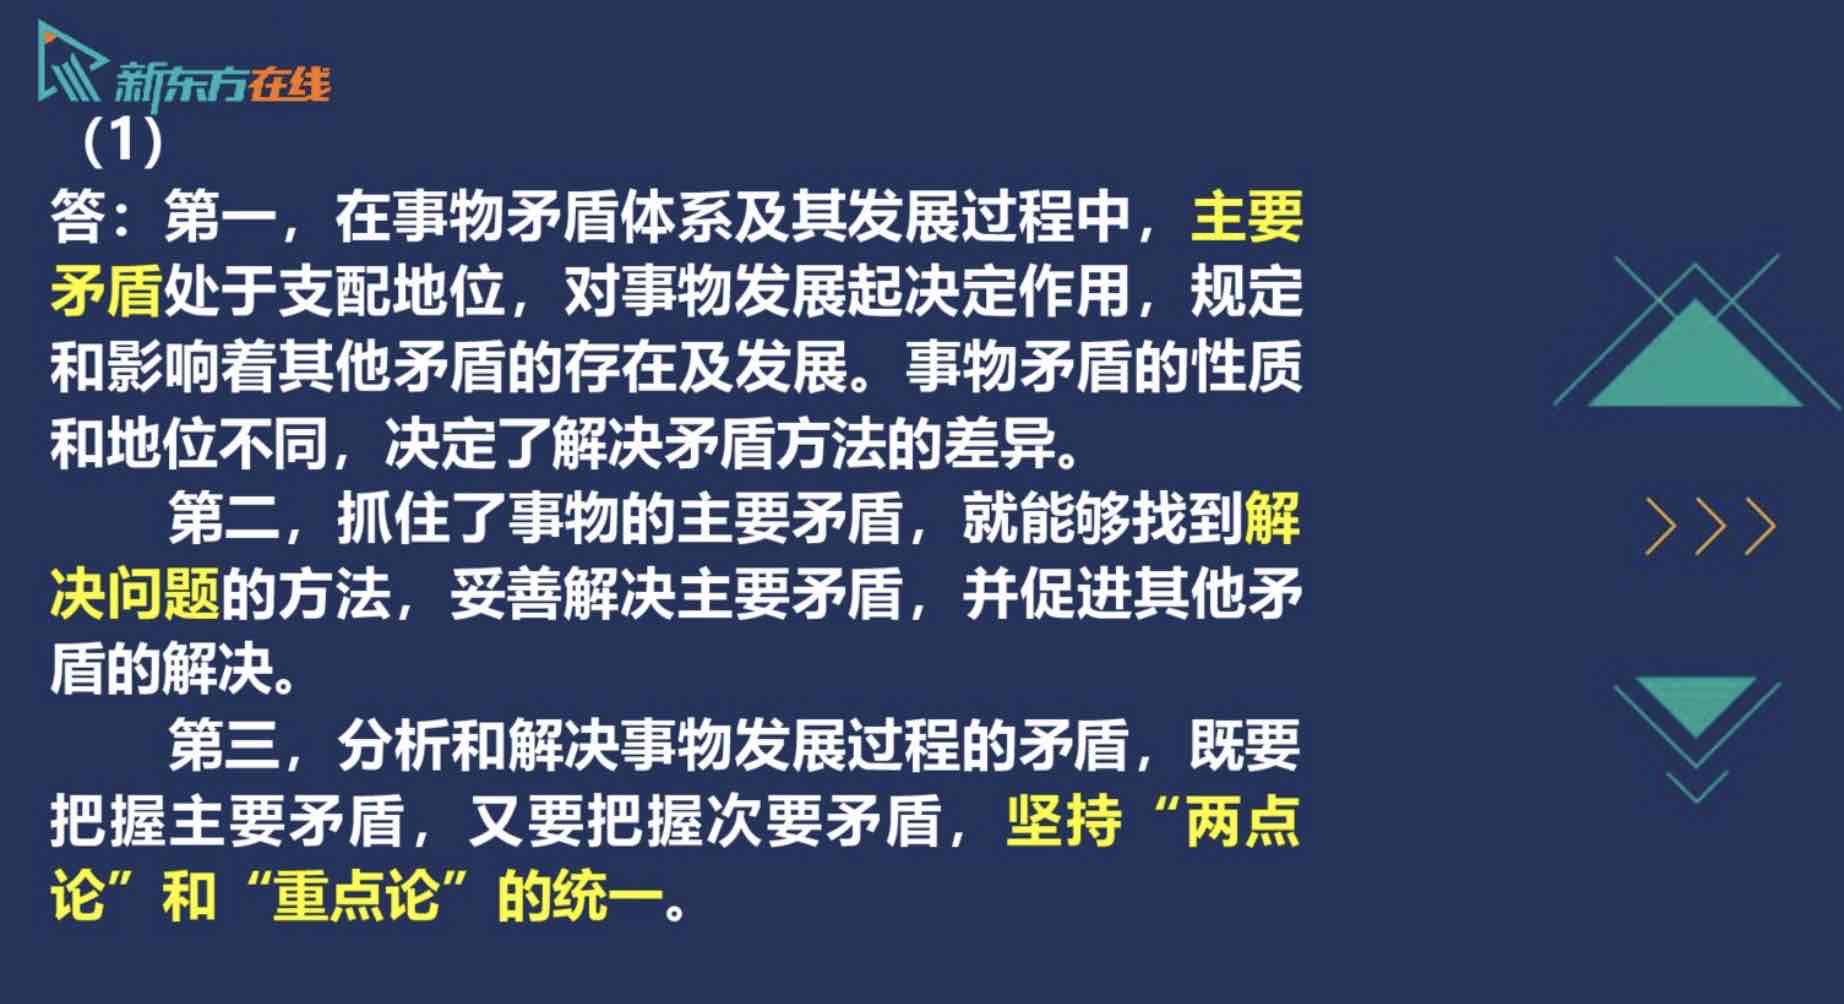 新东方在线
（1）
答：第一，在事物矛盾体系及其发展过程中，主要
矛盾处于支配地位，对事物发展起决定作用，规定
和影响着其他矛盾的存在及发展。事物矛盾的性质
和地位不同，决定了解决矛盾方法的差异。
第二，抓住了事物的主要矛盾，就能够找到解
决问题的方法，妥善解决主要矛盾，并促进其他矛
盾的解决。
第三，分析和解决事物发展过程的矛盾，既要
把握主要矛盾，又要把握次要矛盾，坚持“两点
论”和“重点论”的统一。